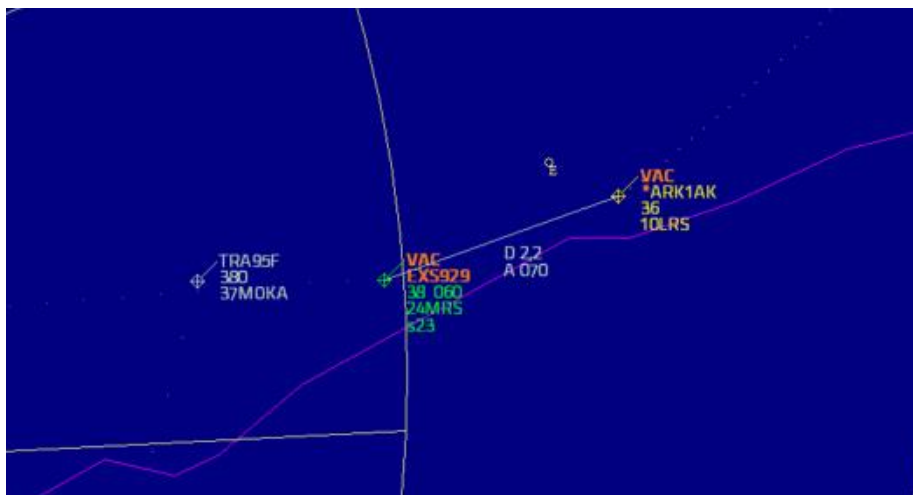 VAC
*ARK1AK
36
10LRS
D 2,2
A 070
TRA95F
380
37MOKA
VAC
EXS929
38 060
24MRS
s23